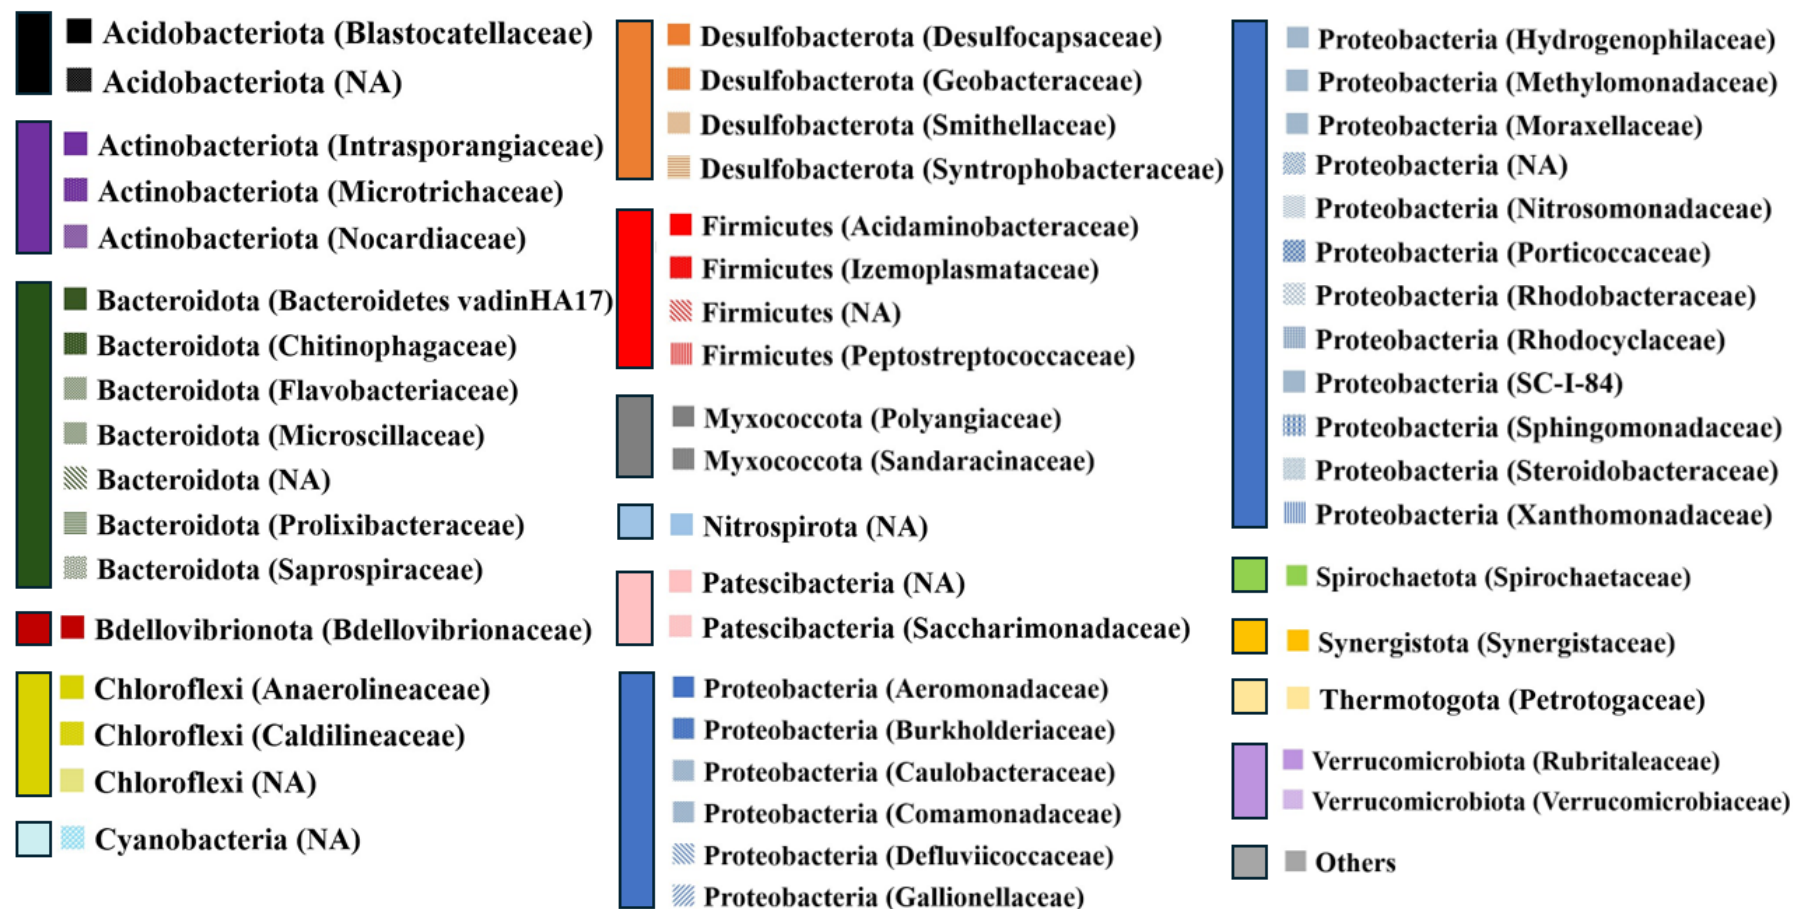 Acidobacteriota (Blastocatellaceae)
Acidobacteriota (NA)
Actinobacteriota (Intrasporangiaceae)
Actinobacteriota (Microtrichaceae)
Actinobacteriota (Nocardiaceae)
Bacteroidota (Bacteroidetes vadinHA17)
Bacteroidota (Chitinophagaceae)
Bacteroidota (Flavobacteriaceae)
Bacteroidota (Microscillaceae)
Bacteroidota (NA)
Bacteroidota (Prolixibacteraceae)
Bacteroidota (Saprospiraceae)
Bdellovibrionota (Bdellovibrionaceae)
Chloroflexi (Anaerolineaceae)
Chloroflexi (Caldilineaceae)
Chloroflexi (NA)
Cyanobacteria (NA)
Desulfobacterota (Desulfocapsaceae)
Desulfobacterota (Geobacteraceae)
Desulfobacterota (Smithellaceae)
Desulfobacterota (Syntrophobacteraceae)
Firmicutes (Acidaminobacteraceae)
Firmicutes (Izemoplasmataceae)
Firmicutes (NA)
Firmicutes (Peptostreptococcaceae)
Myxococcota (Polyangiaceae)
Myxococcota (Sandaracinaceae)
Nitrospirota (NA)
Patescibacteria (NA)
Patescibacteria (Saccharimonadaceae)
Proteobacteria (Aeromonadaceae)
Proteobacteria (Burkholderiaceae)
Proteobacteria (Caulobacteraceae)
Proteobacteria (Comamonadaceae)
Proteobacteria (Defluviicoccaceae)
Proteobacteria (Gallionellaceae)
Proteobacteria (Hydrogenophilaceae)
Proteobacteria (Methylomonadaceae)
Proteobacteria (Moraxellaceae)
Proteobacteria (NA)
Proteobacteria (Nitrosomonadaceae)
Proteobacteria (Porticoccaceae)
Proteobacteria (Rhodobacteraceae)
Proteobacteria (Rhodocyclaceae)
Proteobacteria (SC-I-84)
Proteobacteria (Sphingomonadaceae)
Proteobacteria (Steroidobacteraceae)
Proteobacteria (Xanthomonadaceae)
Spirochaetota (Spirochaetaceae)
Synergistota (Synergistaceae)
Thermotogota (Petrotogaceae)
Verrucomicrobiota (Rubritaleaceae)
Verrucomicrobiota (Verrucomicrobiaceae)
Others